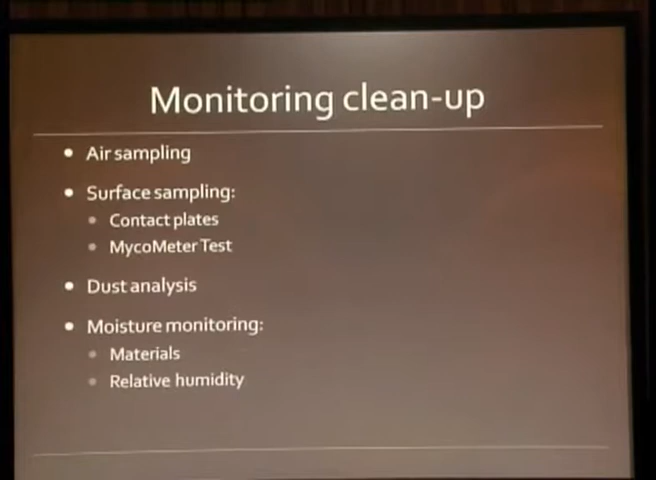 Monitoring clean-up
• Air sampling
• Surface sampling:
• Contact plates
• MycoMeter Test
• Dust analysis
• Moisture monitoring:
• Materials
• Relative humidity